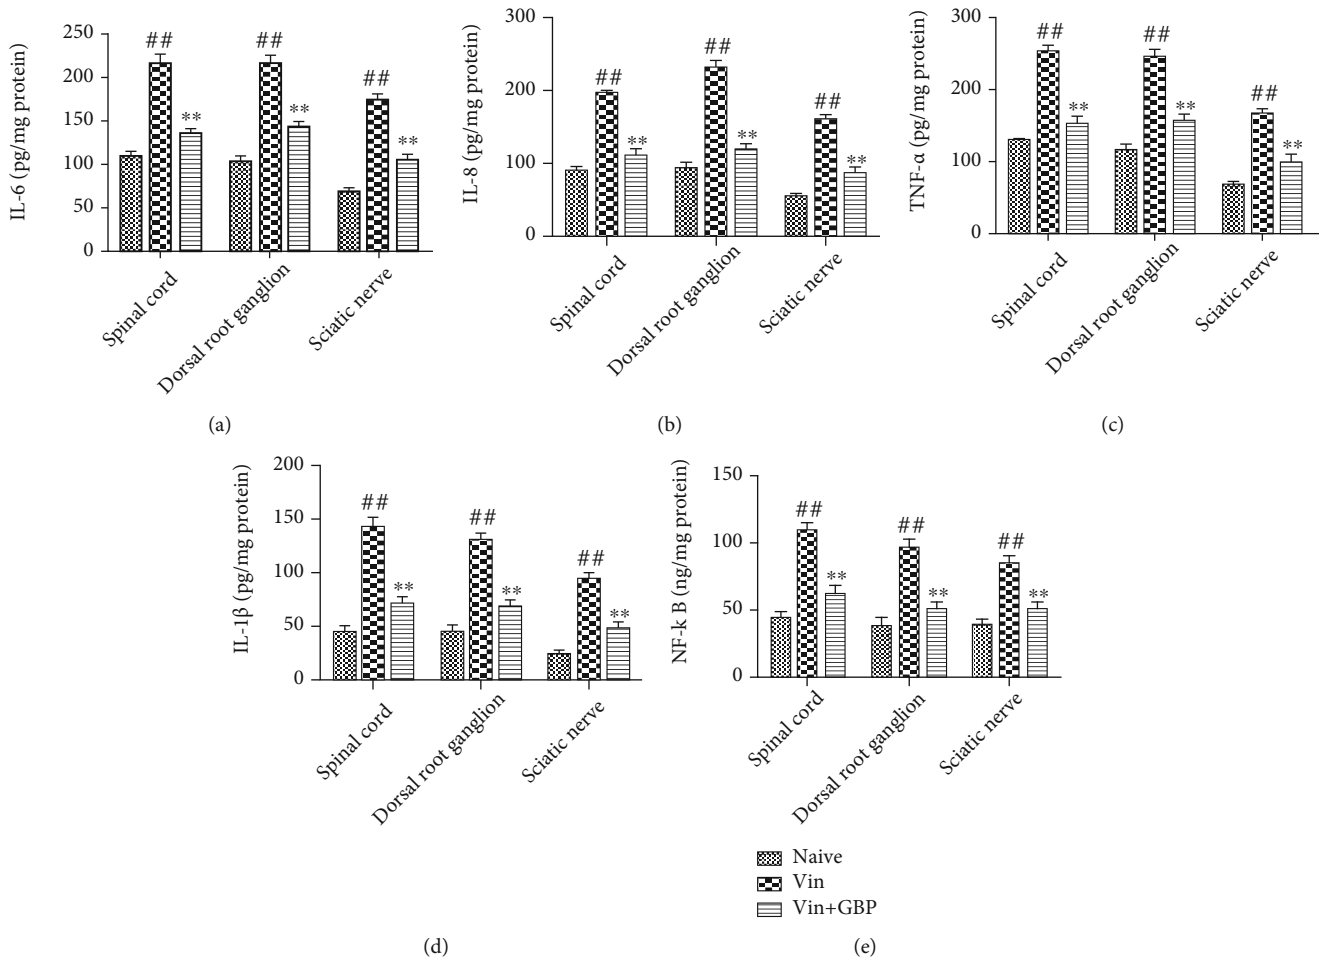 IL-6 (pg/mg protein)
250
200
150
100
50
0
##
**
##
**
##
**
Spinal cord
Dorsal root ganglion
Sciatic nerve
(a)
IL-8 (pg/mg protein)
300
200
100
0
##
**
##
**
##
**
Spinal cord
Dorsal root ganglion
Sciatic nerve
(b)
TNF-α (pg/mg protein)
300
200
100
0
##
**
##
**
##
**
Spinal cord
Dorsal root ganglion
Sciatic nerve
(c)
IL-1β (pg/mg protein)
200
150
100
50
0
##
**
##
**
##
**
Spinal cord
Dorsal root ganglion
Sciatic nerve
(d)
NF-k B (ng/mg protein)
150
100
50
0
##
**
##
**
##
**
Spinal cord
Dorsal root ganglion
Sciatic nerve
Naive
Vin
Vin+GBP
(e)